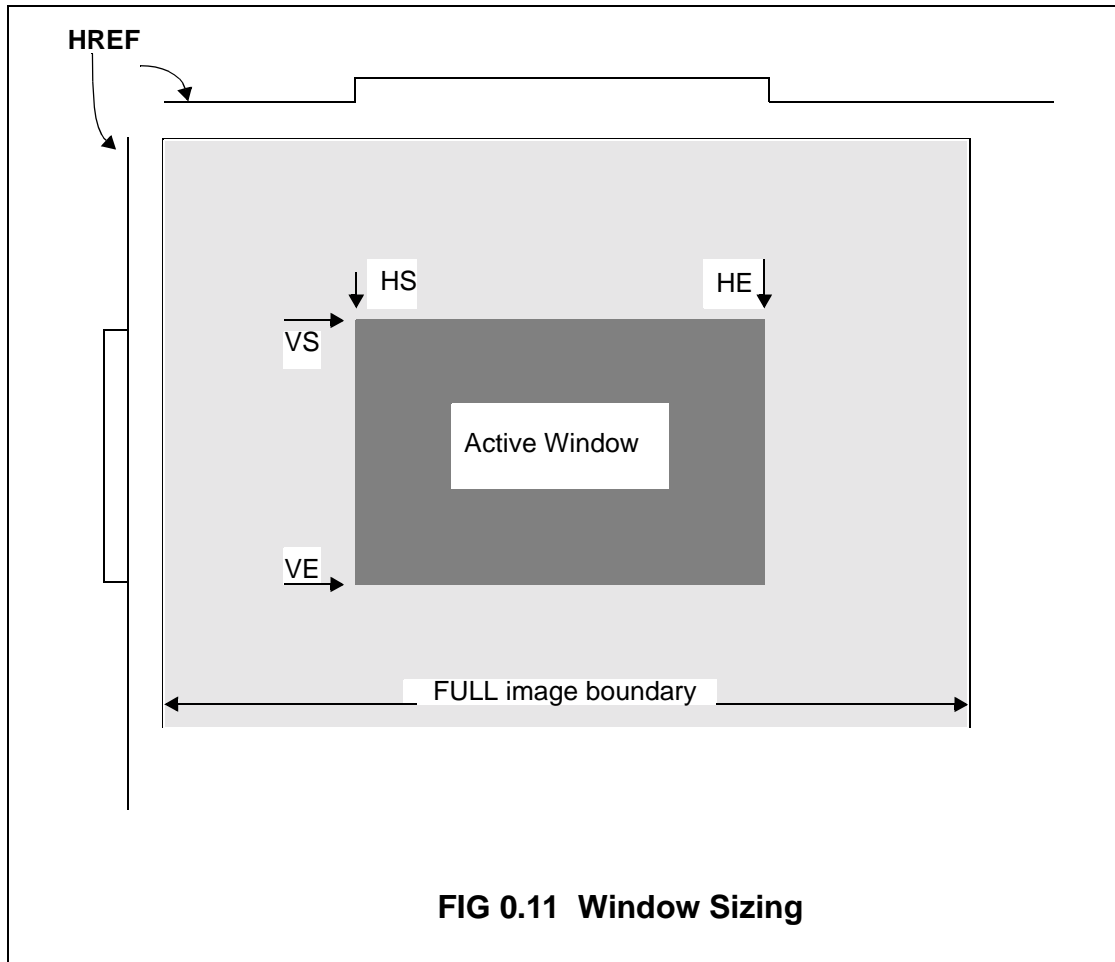 HREF
HS
HE
VS
Active Window
VE
FULL image boundary
FIG 0.11 Window Sizing